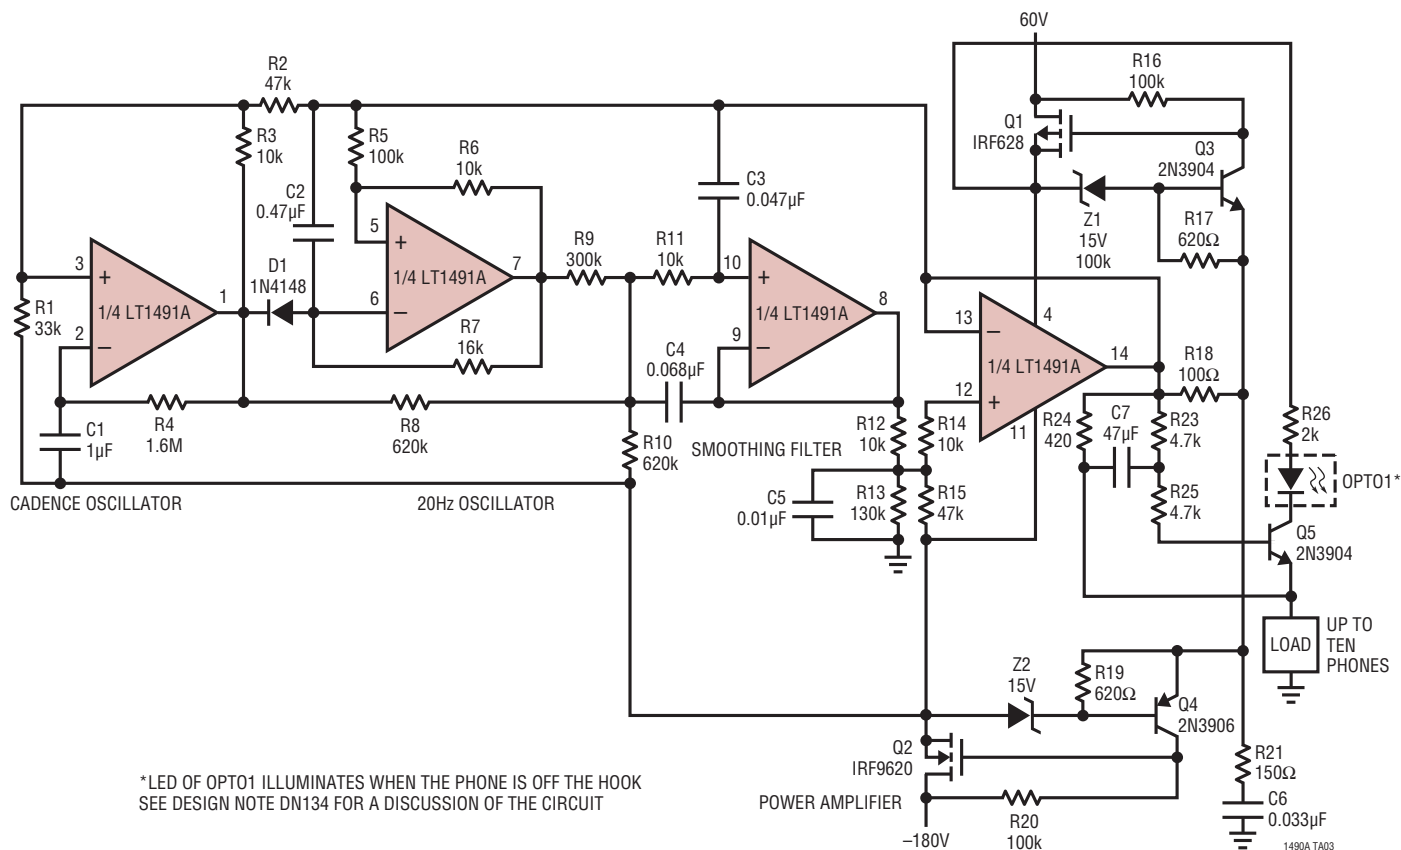 60V
R2
47k
R16
100k
R3
10k
R5
100k
R6
10k
Q1
IRF628
Q3
2N3904
C2
0.47µF
C3
0.047µF
Z1
15V
100k
R17
620Ω
3
+
1/4 LT1491A
2
–
1
R1
33k
D1
1N4148
5
+
1/4 LT1491A
6
–
7
R7
16k
R9
300k
R11
10k
10
+
1/4 LT1491A
9
–
8
C4
0.068µF
13
–
4
1/4 LT1491A
14
12
+
11
R18
100Ω
R4
1.6M
C1
1µF
R8
620k
R10
620k
SMOOTHING FILTER
R12
10k
R14
10k
R24
420
C7
47µF
R23
4.7k
R26
2k
OPTO1*
C5
0.01µF
R13
130k
R15
47k
R25
4.7k
Q5
2N3904
CADENCE OSCILLATOR
20Hz OSCILLATOR
LOAD
UP TO
TEN
PHONES
Z2
15V
R19
620Ω
Q4
2N3906
Q2
IRF9620
R21
150Ω
C6
0.033µF
POWER AMPLIFIER
R20
100k
–180V
*LED OF OPTO1 ILLUMINATES WHEN THE PHONE IS OFF THE HOOK
SEE DESIGN NOTE DN134 FOR A DISCUSSION OF THE CIRCUIT
1490A TA03